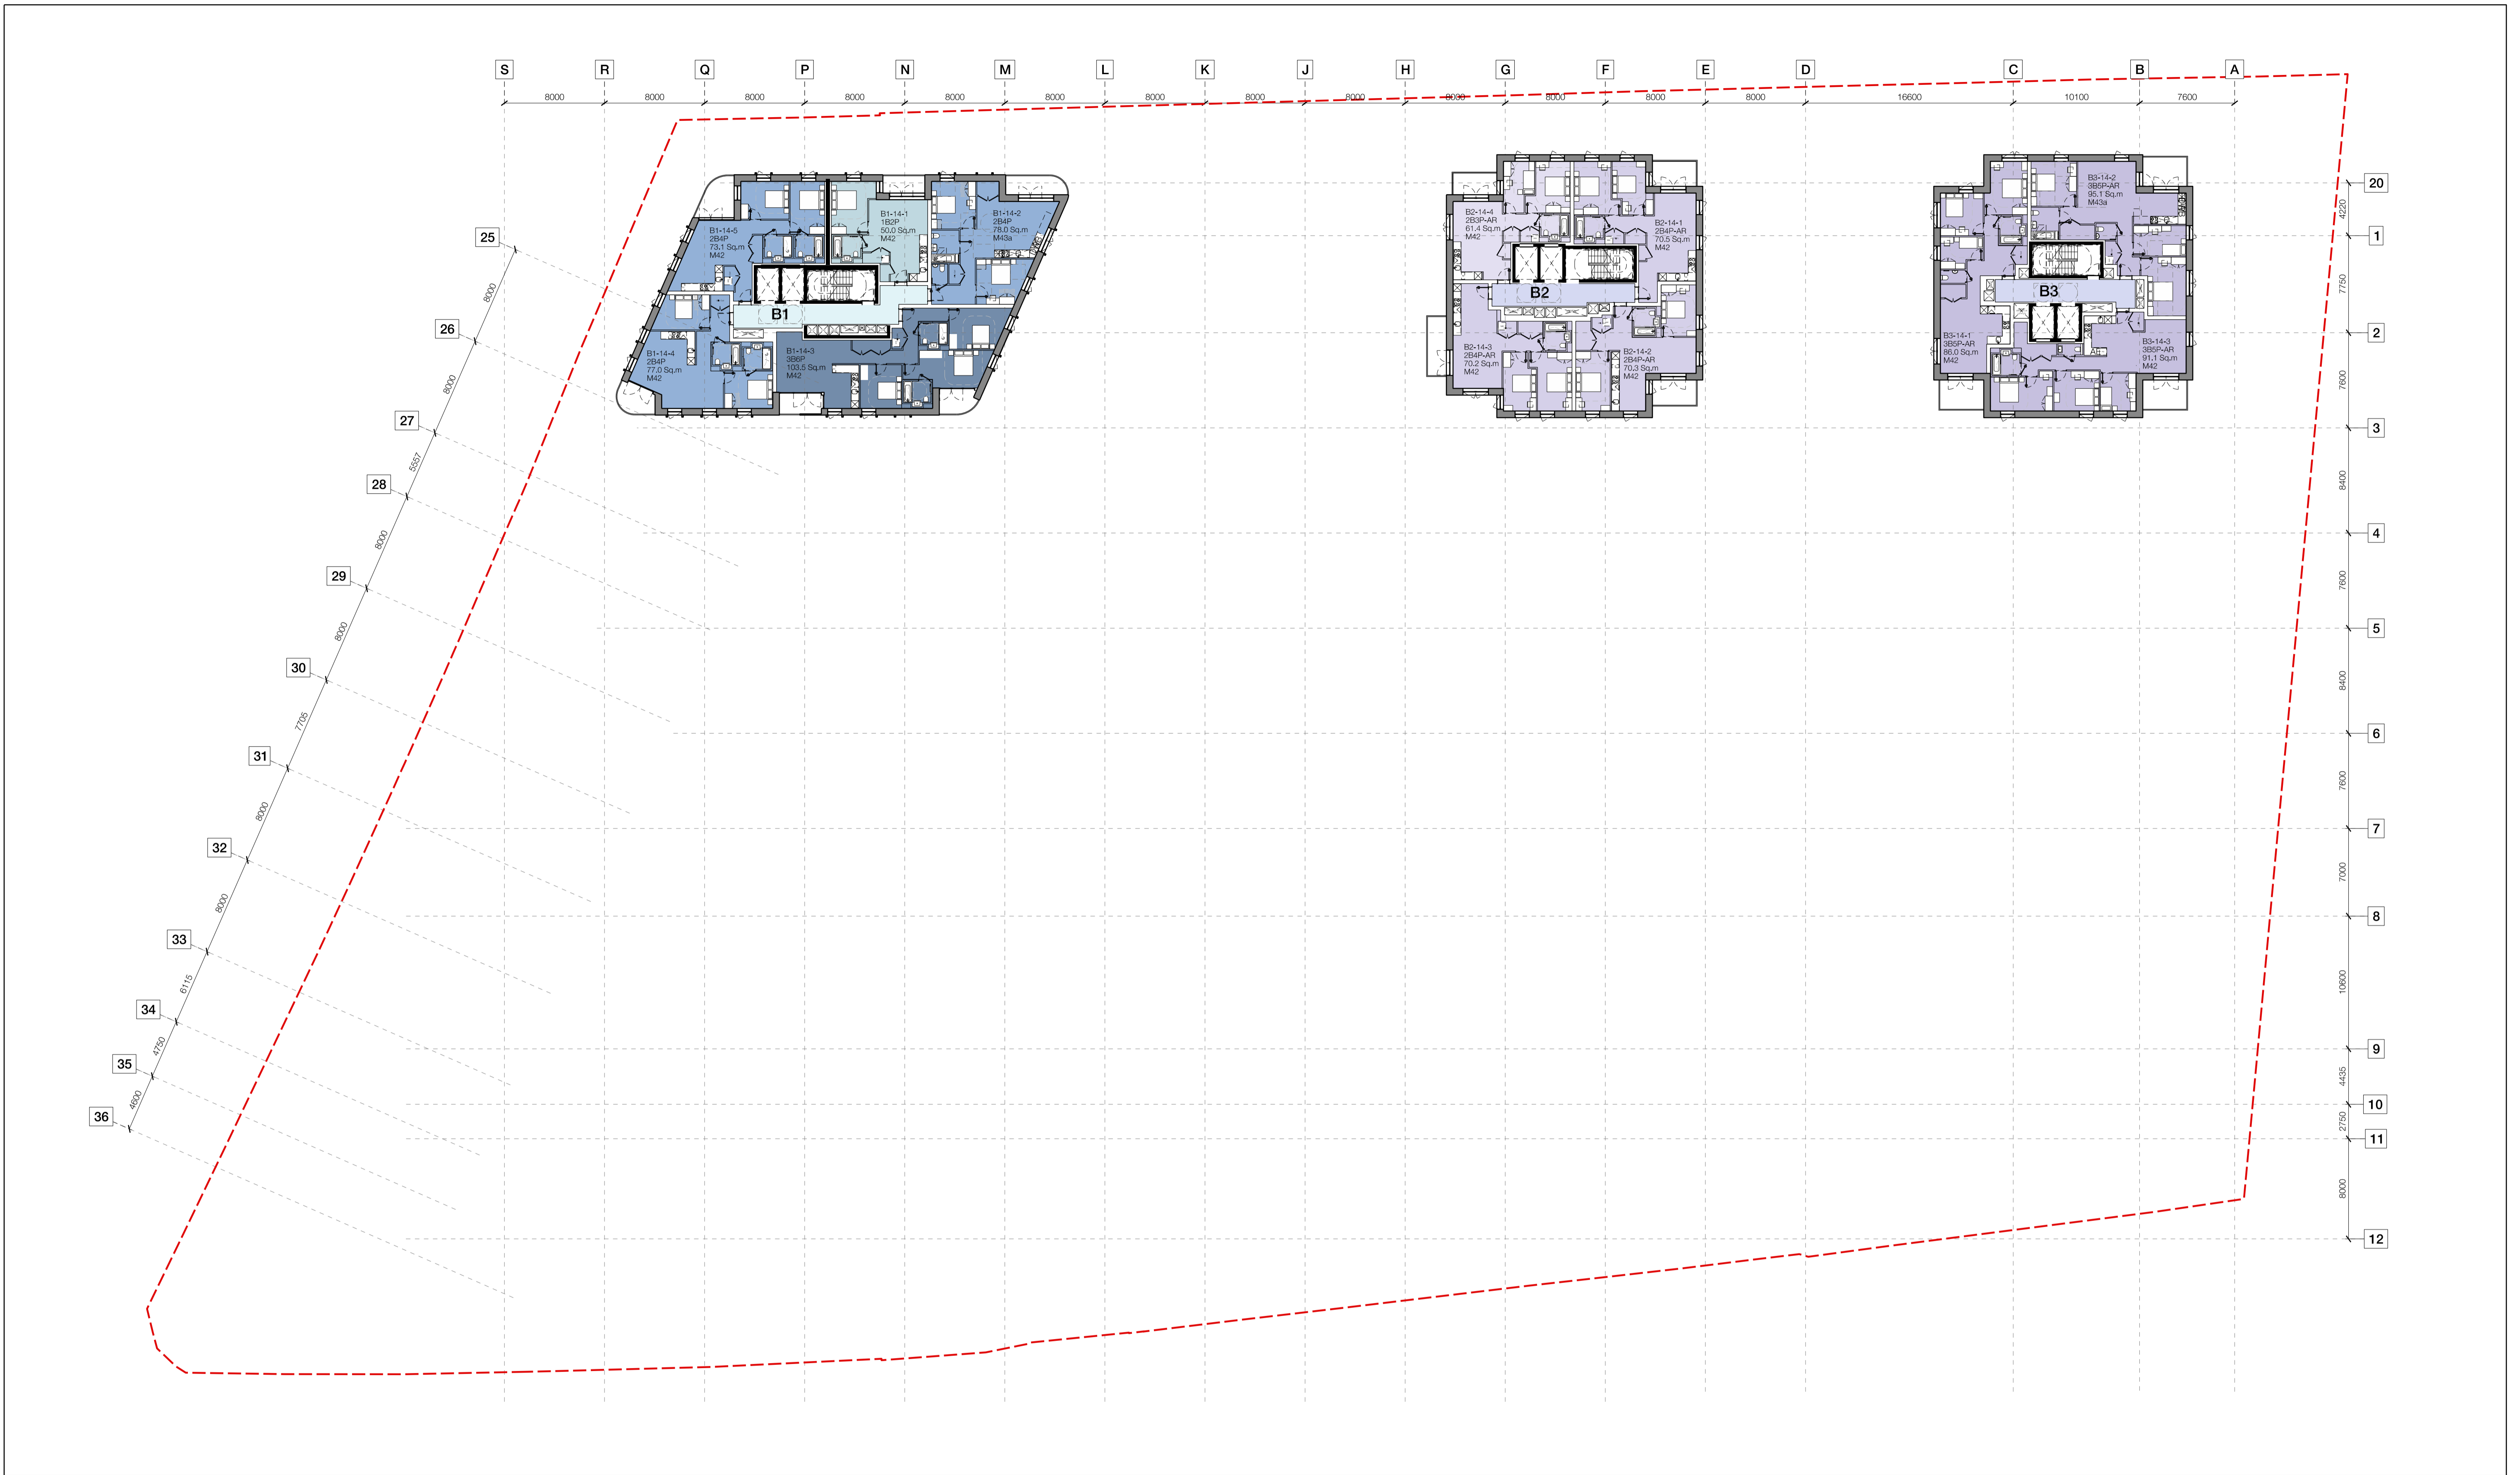 S R Q P N M L K J H G F E D C B A
8000 8000 8000 8000 8000 8000 8000 8000 8000 8000 8000 8000 8000 16600 10100 7600
20
4220
1
7750
2
7600
3
8400
4
7600
5
8400
6
7600
7
7000
8
10600
9
4435
10
2750
11
8000
12
25
8000
26
8000
27
5557
28
8000
29
8000
30
7705
31
8000
32
8000
33
6115
34
4750
35
4600
36
B1-14-5
2B4P
73.1 Sq.m
M42
B1-14-1
1B2P
50.0 Sq.m
M42
B1-14-2
2B4P
78.0 Sq.m
M43a
B1
B1-14-4
2B4P
77.0 Sq.m
M42
B1-14-3
3B6P
103.5 Sq.m
M42
B2-14-4
2B3P-AR
61.4 Sq.m
M42
B2-14-1
2B4P-AR
70.5 Sq.m
M42
B2
B2-14-3
2B4P-AR
70.2 Sq.m
M42
B2-14-2
2B4P-AR
70.3 Sq.m
M42
B3-14-2
3B5P-AR
95.1 Sq.m
M43a
B3
B3-14-1
3B5P-AR
86.0 Sq.m
M42
B3-14-3
3B5P-AR
91.1 Sq.m
M42